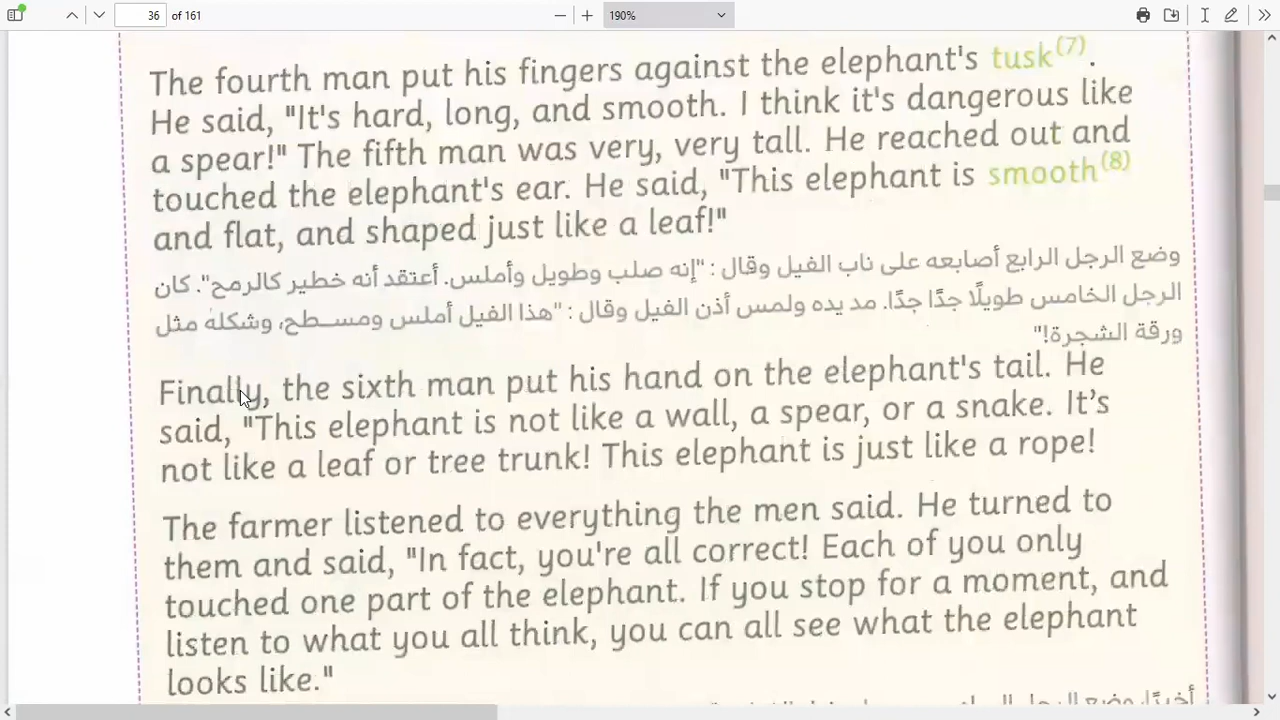 36 of 161
190%
The fourth man put his fingers against the elephant's tusk(7).
He said, "It's hard, long, and smooth. I think it's dangerous like
a spear!" The fifth man was very, very tall. He reached out and
touched the elephant's ear. He said, "This elephant is smooth(8)
and flat, and shaped just like a leaf!"
وضع الرجل الرابع أصابعه على ناب الفيل وقال : "إنه صلب وطويل وأملس. أعتقد أنه خطير كالرمح". كان
الرجل الخامس طويلًا جدًّا جدًّا. مد يده ولمس أذن الفيل وقال : "هذا الفيل أملس ومسطح، وشكله مثل
ورقة الشجرة!"
Finally, the sixth man put his hand on the elephant's tail. He
said, "This elephant is not like a wall, a spear, or a snake. It’s
not like a leaf or tree trunk! This elephant is just like a rope!
The farmer listened to everything the men said. He turned to
them and said, "In fact, you're all correct! Each of you only
touched one part of the elephant. If you stop for a moment, and
listen to what you all think, you can all see what the elephant
looks like."